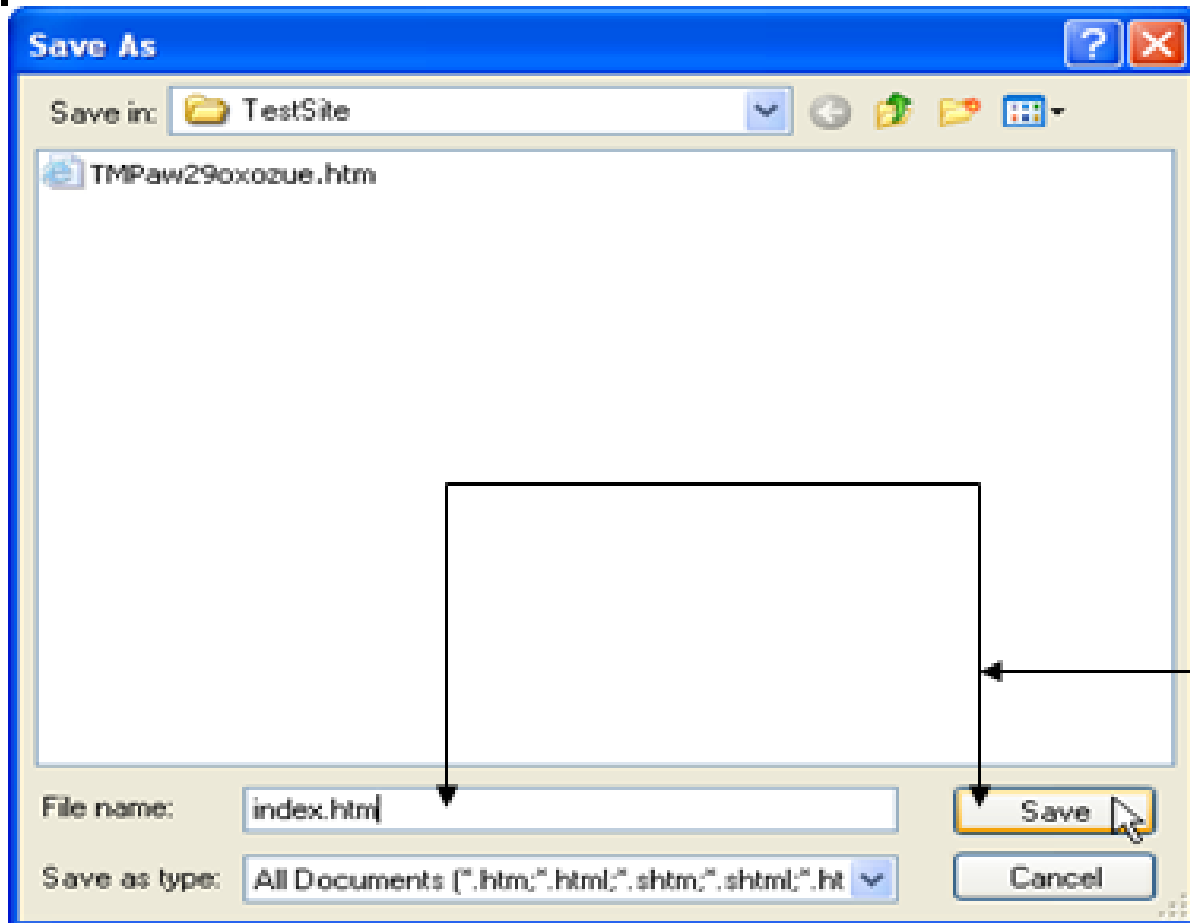 Save As
Save in: TestSite
TMPaw29oxozue.htm
File name: index.htm Save
Save as type: All Documents (*.htm;*.html;*.shtm;*.shtml;*.ht Cancel